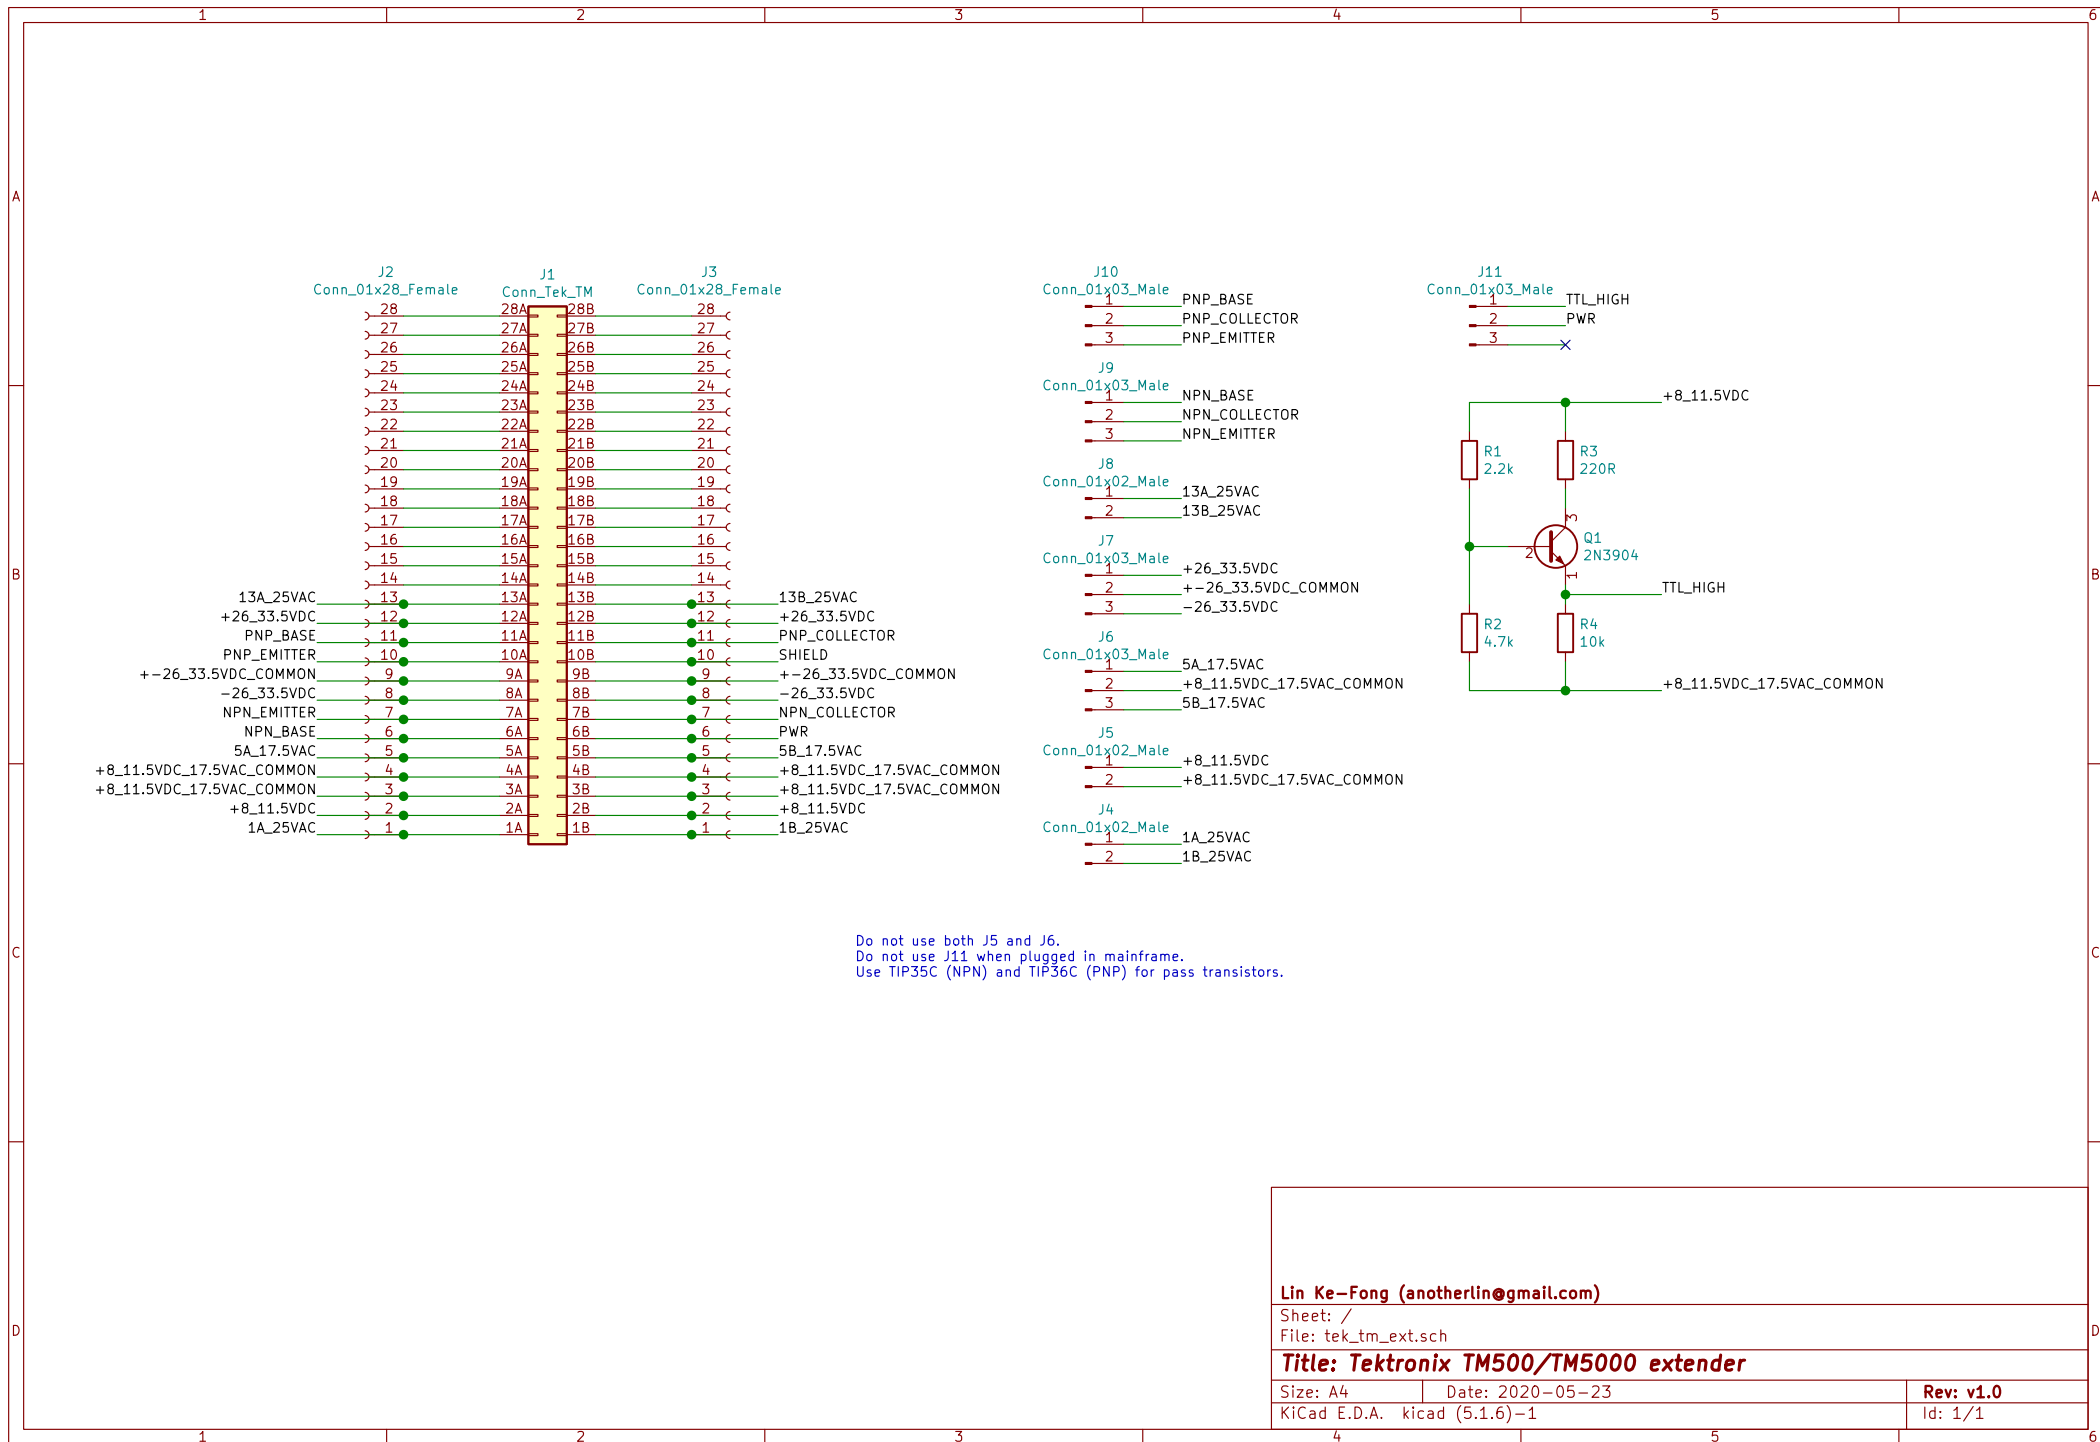 1 2 3 4 5 6
A A
B B
C C
D D
J2
Conn_01x28_Female
J1
Conn_Tek_TM
J3
Conn_01x28_Female
28 28A 28B 28
27 27A 27B 27
26 26A 26B 26
25 25A 25B 25
24 24A 24B 24
23 23A 23B 23
22 22A 22B 22
21 21A 21B 21
20 20A 20B 20
19 19A 19B 19
18 18A 18B 18
17 17A 17B 17
16 16A 16B 16
15 15A 15B 15
14 14A 14B 14
13A_25VAC 13 13A 13B 13 13B_25VAC
+26_33.5VDC 12 12A 12B 12 +26_33.5VDC
PNP_BASE 11 11A 11B 11 PNP_COLLECTOR
PNP_EMITTER 10 10A 10B 10 SHIELD
+-26_33.5VDC_COMMON 9 9A 9B 9 +-26_33.5VDC_COMMON
-26_33.5VDC 8 8A 8B 8 -26_33.5VDC
NPN_EMITTER 7 7A 7B 7 NPN_COLLECTOR
NPN_BASE 6 6A 6B 6 PWR
5A_17.5VAC 5 5A 5B 5 5B_17.5VAC
+8_11.5VDC_17.5VAC_COMMON 4 4A 4B 4 +8_11.5VDC_17.5VAC_COMMON
+8_11.5VDC_17.5VAC_COMMON 3 3A 3B 3 +8_11.5VDC_17.5VAC_COMMON
+8_11.5VDC 2 2A 2B 2 +8_11.5VDC
1A_25VAC 1 1A 1B 1 1B_25VAC
J10
Conn_01x03_Male
1 PNP_BASE
2 PNP_COLLECTOR
3 PNP_EMITTER
J9
Conn_01x03_Male
1 NPN_BASE
2 NPN_COLLECTOR
3 NPN_EMITTER
J8
Conn_01x02_Male
1 13A_25VAC
2 13B_25VAC
J7
Conn_01x03_Male
1 +26_33.5VDC
2 +-26_33.5VDC_COMMON
3 -26_33.5VDC
J6
Conn_01x03_Male
1 5A_17.5VAC
2 +8_11.5VDC_17.5VAC_COMMON
3 5B_17.5VAC
J5
Conn_01x02_Male
1 +8_11.5VDC
2 +8_11.5VDC_17.5VAC_COMMON
J4
Conn_01x02_Male
1 1A_25VAC
2 1B_25VAC
J11
Conn_01x03_Male
1 TTL_HIGH
2 PWR
3
+8_11.5VDC
R1
2.2k
R3
220R
3
Q1
2
2N3904
1
TTL_HIGH
R2
4.7k
R4
10k
+8_11.5VDC_17.5VAC_COMMON
Do not use both J5 and J6.
Do not use J11 when plugged in mainframe.
Use TIP35C (NPN) and TIP36C (PNP) for pass transistors.
Lin Ke-Fong (anotherlin@gmail.com)
Sheet: /
File: tek_tm_ext.sch
Title: Tektronix TM500/TM5000 extender
Size: A4 Date: 2020-05-23 Rev: v1.0
KiCad E.D.A. kicad (5.1.6)-1 Id: 1/1
1 2 3 4 5 6